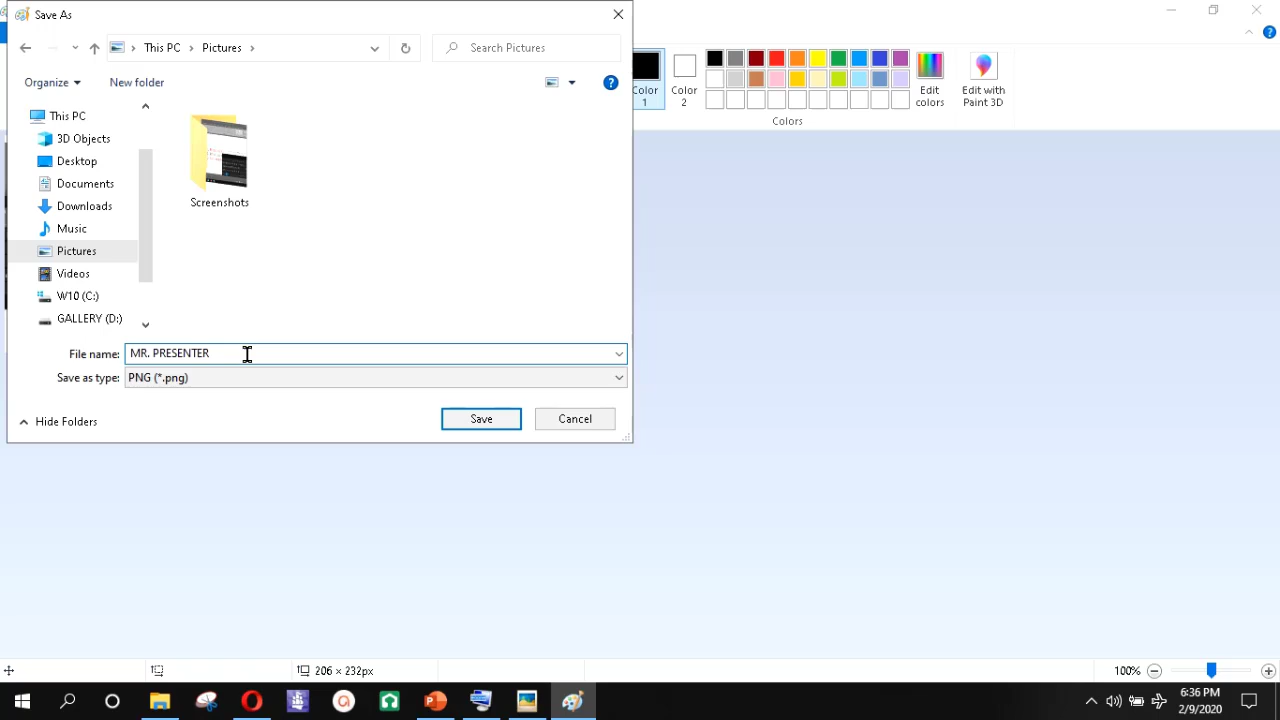 Save As
This PC
Pictures
Search Pictures
Organize
New folder
This PC
3D Objects
Desktop
Documents
Downloads
Music
Pictures
Videos
W10 (C:)
GALLERY (D:)
Screenshots
File name: MR. PRESENTER
Save as type: PNG (*.png)
Hide Folders
Save
Cancel
Color 1
Color 2
Edit colors
Edit with Paint 3D
Colors
206 × 232px
100%
6:36 PM
2/9/2020